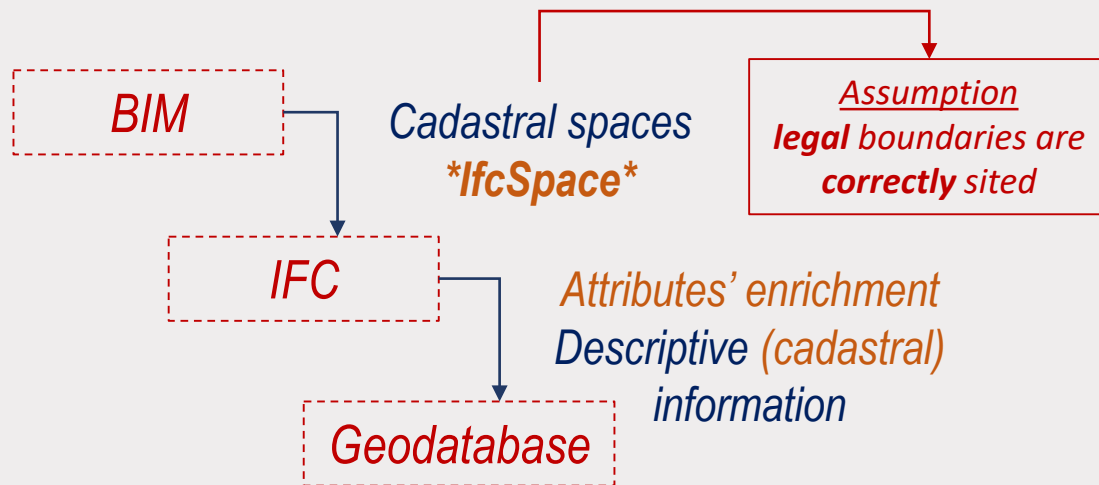 BIM
Cadastral spaces
*IfcSpace*
Assumption
legal boundaries are
correctly sited
IFC
Attributes’ enrichment
Descriptive (cadastral)
information
Geodatabase